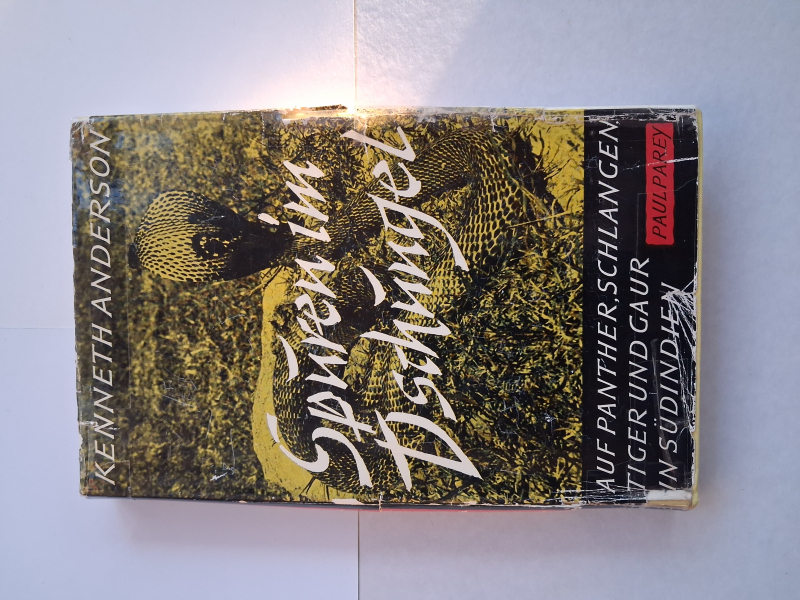 KENNETH ANDERSON
Spuren im
Dschungel
AUF PANTHER, SCHLANGEN
TIGER UND GAUR
IN SÜDINDIEN
PAUL PAREY